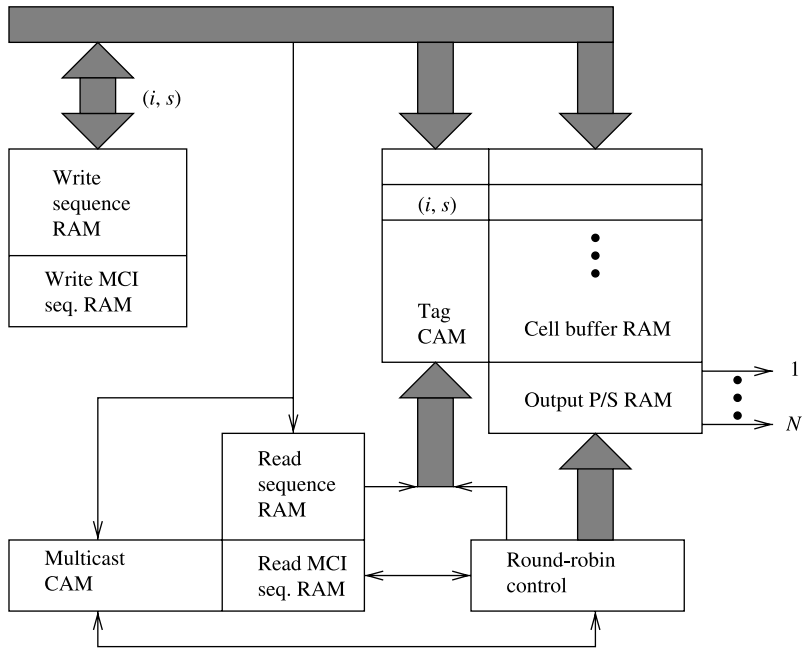 (i, s)
Write
sequence
RAM
Write MCI
seq. RAM
(i, s)
Tag
CAM
Cell buffer RAM
Output P/S RAM
1
N
Read
sequence
RAM
Multicast
CAM
Read MCI
seq. RAM
Round-robin
control